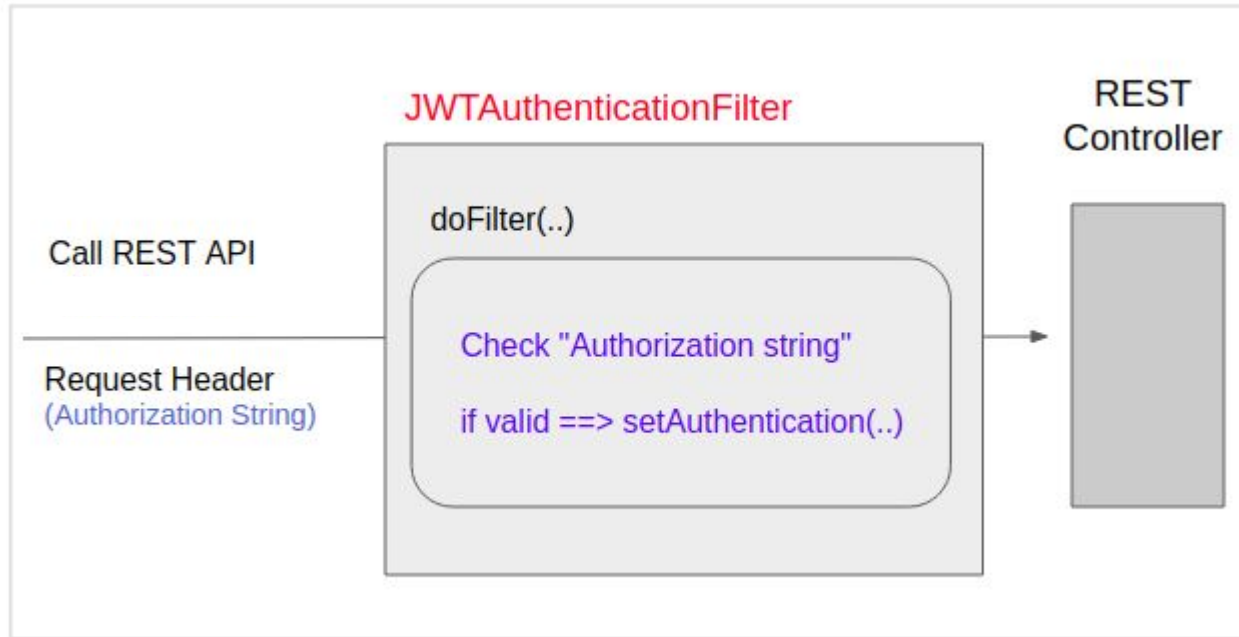 JWTAuthenticationFilter
REST
Controller
doFilter(..)
Call REST API
Check "Authorization string"
Request Header
(Authorization String)
if valid ==> setAuthentication(..)